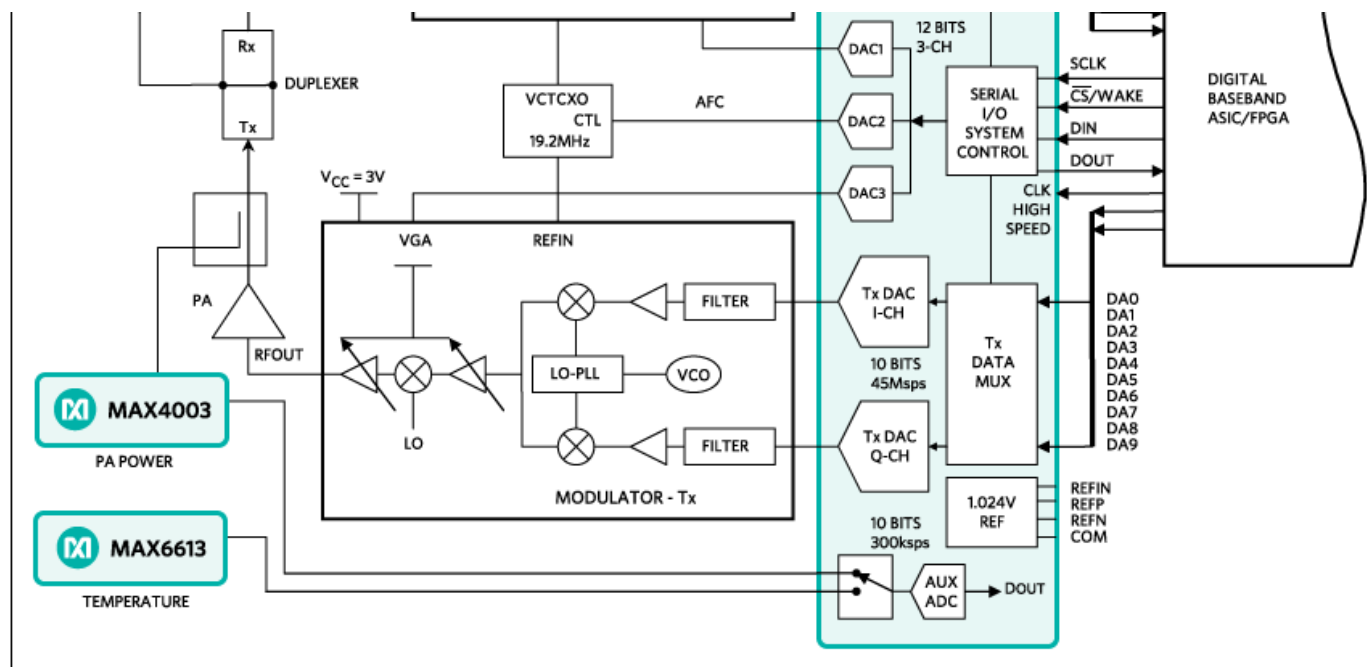 Rx
DUPLEXER
Tx
VCTCXO
CTL
19.2MHz
AFC
DAC1
DAC2
DAC3
12 BITS
3-CH
SERIAL
I/O
SYSTEM
CONTROL
SCLK
CS/WAKE
DIN
DOUT
CLK
HIGH
SPEED
DIGITAL
BASEBAND
ASIC/FPGA
VCC = 3V
VGA
REFIN
PA
RFOUT
FILTER
LO-PLL
VCO
LO
FILTER
MODULATOR - Tx
Tx DAC
I-CH
10 BITS
45Msps
Tx DAC
Q-CH
Tx
DATA
MUX
DA0
DA1
DA2
DA3
DA4
DA5
DA6
DA7
DA8
DA9
1.024V
REF
REFIN
REFP
REFN
COM
MAX4003
PA POWER
MAX6613
TEMPERATURE
10 BITS
300ksps
AUX
ADC
DOUT